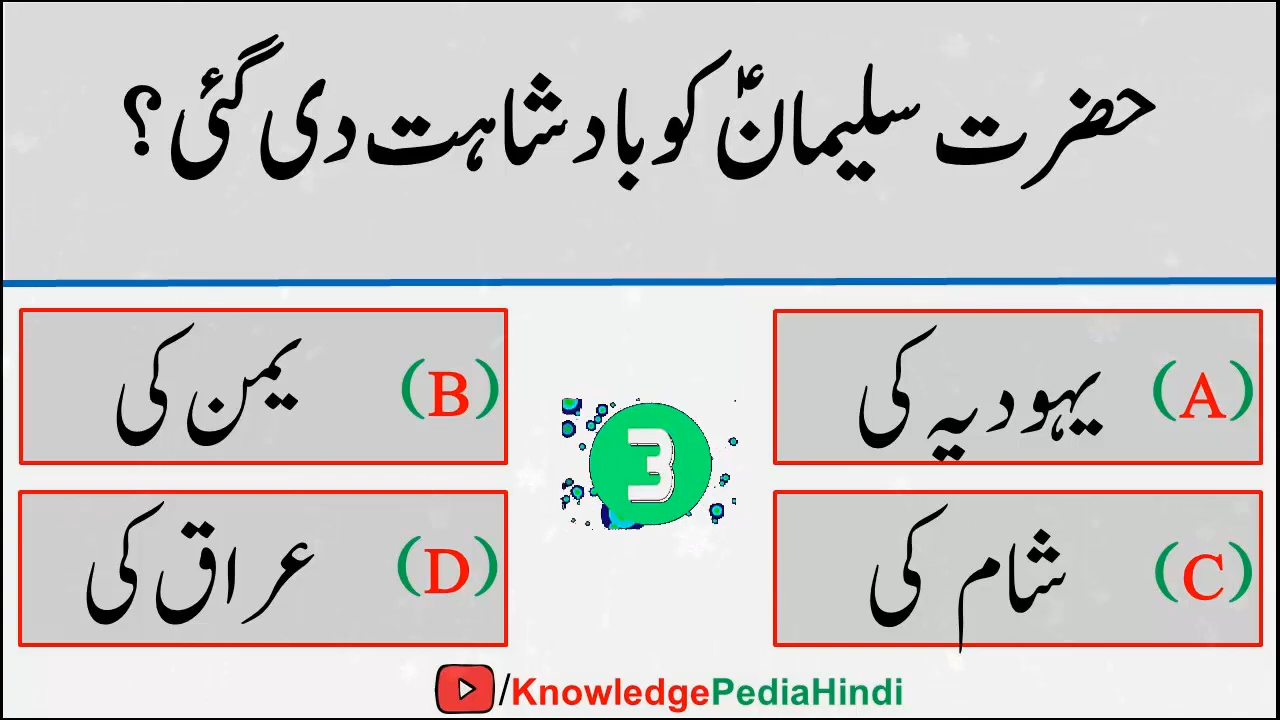 حضرت سلیمانؑ کو بادشاہت دی گئی؟
(A) یہودیہ کی
(B) یمن کی
3
(C) شام کی
(D) عراق کی
/KnowledgePediaHindi